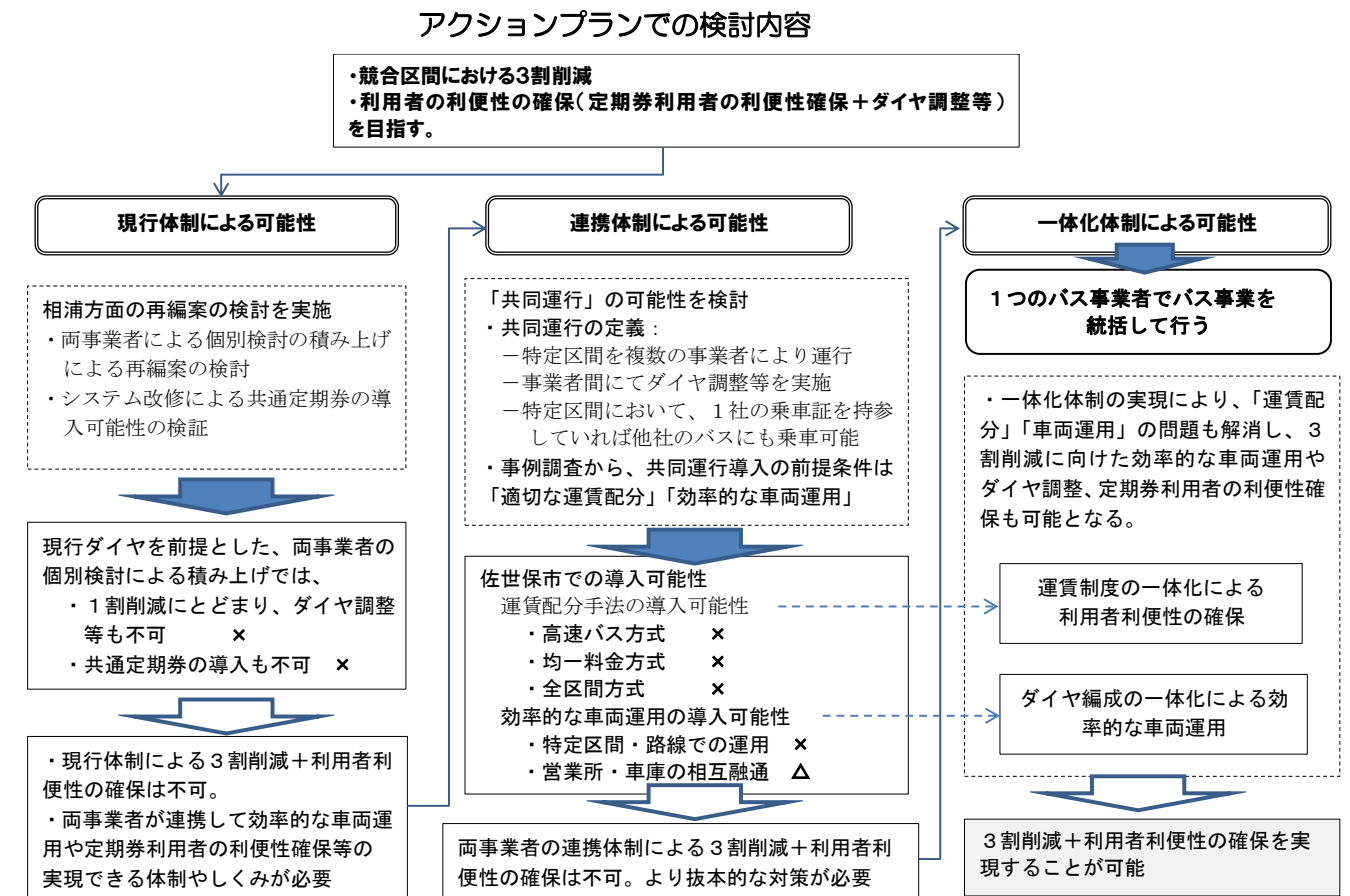 アクションプランでの検討内容
・競合区間における3割削減
・利用者の利便性の確保（定期券利用者の利便性確保＋ダイヤ調整等）
を目指す。
現行体制による可能性
相浦方面の再編案の検討を実施
・両事業者による個別検討の積み上げ
による再編案の検討
・システム改修による共通定期券の導
入可能性の検証
現行ダイヤを前提とした、両事業者の
個別検討による積み上げでは、
・１割削減にとどまり、ダイヤ調整
等も不可　×
・共通定期券の導入も不可　×
・現行体制による３割削減＋利用者利
便性の確保は不可。
・両事業者が連携して効率的な車両運
用や定期券利用者の利便性確保等の
実現できる体制やしくみが必要
連携体制による可能性
「共同運行」の可能性を検討
・共同運行の定義：
－特定区間を複数の事業者により運行
－事業者間にてダイヤ調整等を実施
－特定区間において、１社の乗車証を持参
していれば他社のバスにも乗車可能
・事例調査から、共同運行導入の前提条件は
「適切な運賃配分」「効率的な車両運用」
佐世保市での導入可能性
運賃配分手法の導入可能性
・高速バス方式　×
・均一料金方式　×
・全区間方式　×
効率的な車両運用の導入可能性
・特定区間・路線での運用　×
・営業所・車庫の相互融通　△
両事業者の連携体制による３割削減＋利用者利
便性の確保は不可。より抜本的な対策が必要
一体化体制による可能性
１つのバス事業者でバス事業を
統括して行う
・一体化体制の実現により、「運賃配
分」「車両運用」の問題も解消し、３
割削減に向けた効率的な車両運用や
ダイヤ調整、定期券利用者の利便性確
保も可能となる。
運賃制度の一体化による
利用者利便性の確保
ダイヤ編成の一体化による効
率的な車両運用
３割削減＋利用者利便性の確保を実
現することが可能